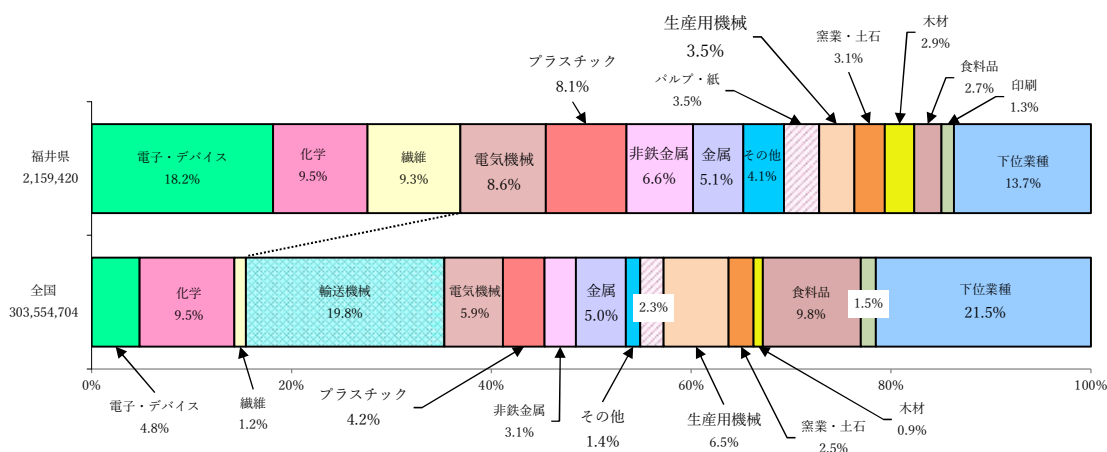 生産用機械
3.5%
木材
2.9%
窯業・土石
3.1%
プラスチック
8.1%
パルプ・紙
3.5%
食料品
2.7%
印刷
1.3%
福井県
2,159,420
電子・デバイス
18.2%
化学
9.5%
繊維
9.3%
電気機械
8.6%
非鉄金属
6.6%
金属
5.1%
その他
4.1%
下位業種
13.7%
全国
303,554,704
化学
9.5%
輸送機械
19.8%
電気機械
5.9%
金属
5.0%
2.3%
食料品
9.8%
1.5%
下位業種
21.5%
0%
20%
40%
60%
80%
100%
電子・デバイス
4.8%
繊維
1.2%
プラスチック
4.2%
非鉄金属
3.1%
その他
1.4%
生産用機械
6.5%
窯業・土石
2.5%
木材
0.9%